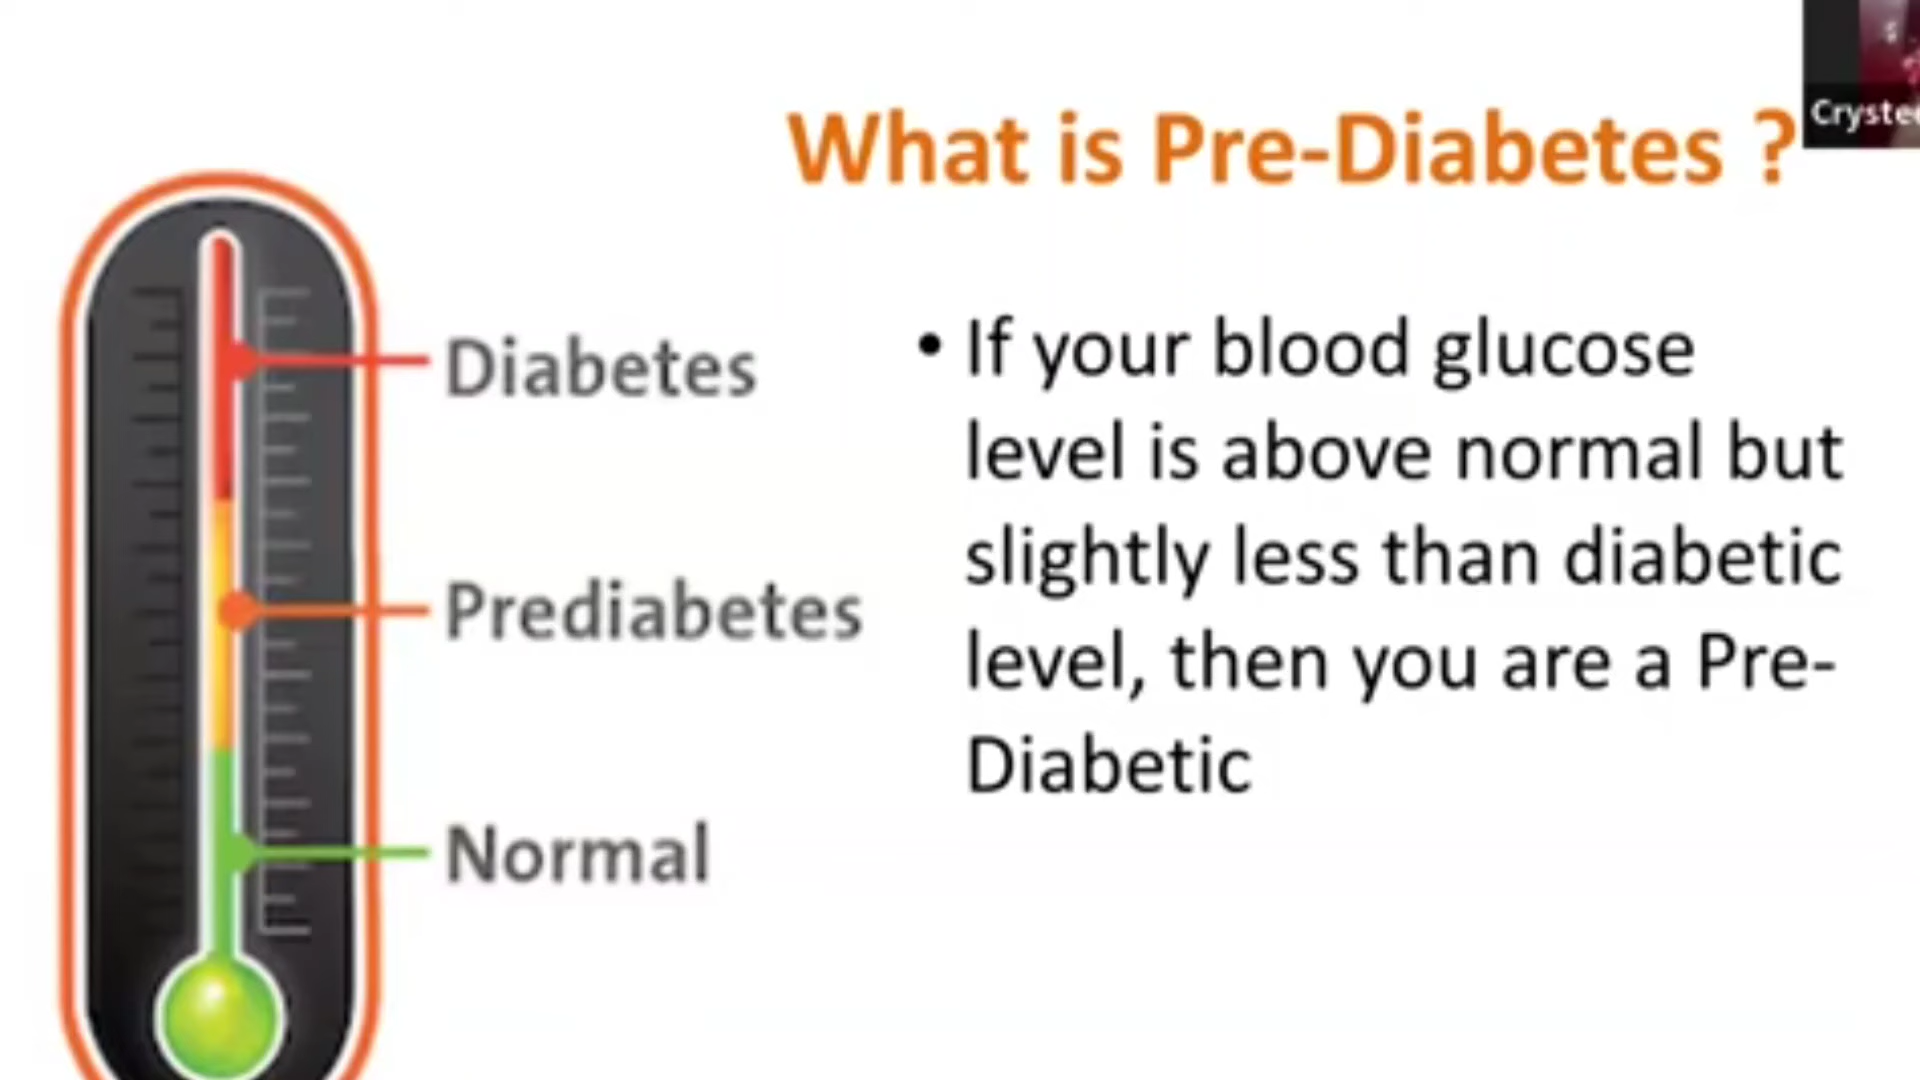 What is Pre-Diabetes ?
Diabetes
Prediabetes
Normal
• If your blood glucose
level is above normal but
slightly less than diabetic
level, then you are a Pre-
Diabetic